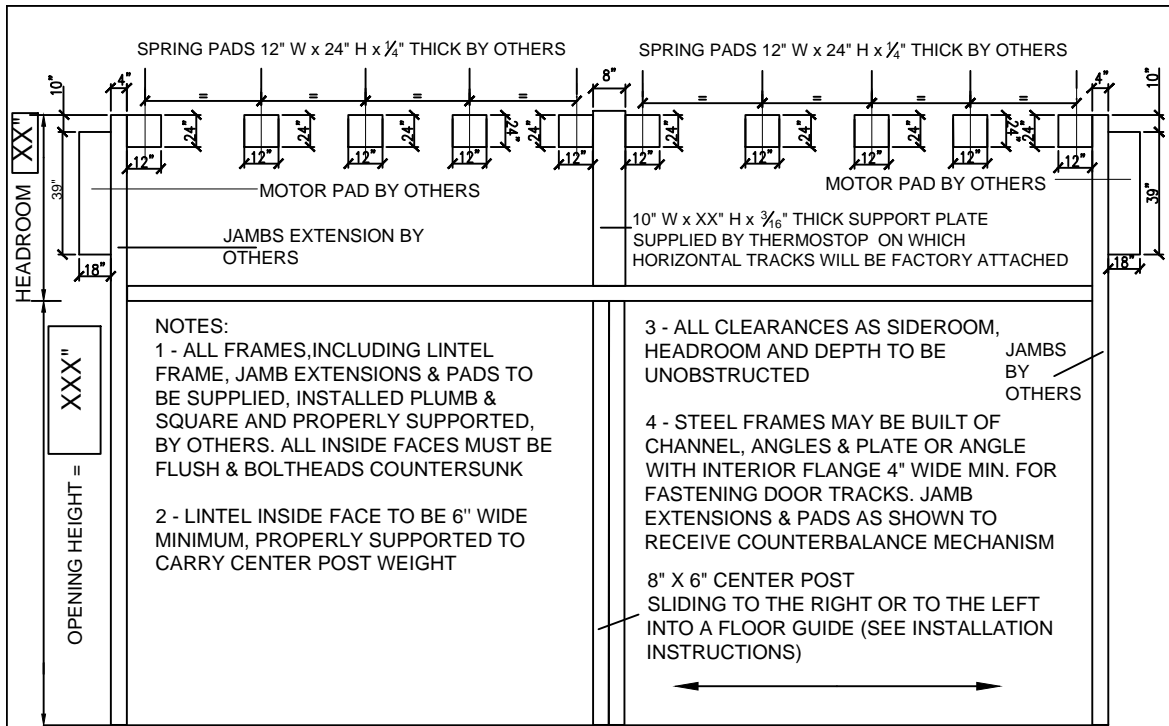 SPRING PADS 12" W x 24" H x ¼" THICK BY OTHERS
SPRING PADS 12" W x 24" H x ¼" THICK BY OTHERS
10"
4"
8"
4"
10"
=
=
=
=
=
=
=
=
24"
24"
24"
24"
24"
24"
24"
24"
24"
24"
12"
12"
12"
12"
12"
12"
12"
12"
12"
12"
HEADROOM XX"
39"
18"
MOTOR PAD BY OTHERS
MOTOR PAD BY OTHERS
39"
18"
JAMBS EXTENSION BY
OTHERS
10" W x XX" H x 3⁄16" THICK SUPPORT PLATE
SUPPLIED BY THERMOSTOP ON WHICH
HORIZONTAL TRACKS WILL BE FACTORY ATTACHED
OPENING HEIGHT = XXX"
NOTES:
1 - ALL FRAMES,INCLUDING LINTEL
FRAME, JAMB EXTENSIONS & PADS TO
BE SUPPLIED, INSTALLED PLUMB &
SQUARE AND PROPERLY SUPPORTED,
BY OTHERS. ALL INSIDE FACES MUST BE
FLUSH & BOLTHEADS COUNTERSUNK
2 - LINTEL INSIDE FACE TO BE 6" WIDE
MINIMUM, PROPERLY SUPPORTED TO
CARRY CENTER POST WEIGHT
3 - ALL CLEARANCES AS SIDEROOM,
HEADROOM AND DEPTH TO BE
UNOBSTRUCTED
JAMBS
BY
OTHERS
4 - STEEL FRAMES MAY BE BUILT OF
CHANNEL, ANGLES & PLATE OR ANGLE
WITH INTERIOR FLANGE 4" WIDE MIN. FOR
FASTENING DOOR TRACKS. JAMB
EXTENSIONS & PADS AS SHOWN TO
RECEIVE COUNTERBALANCE MECHANISM
8" X 6" CENTER POST
SLIDING TO THE RIGHT OR TO THE LEFT
INTO A FLOOR GUIDE (SEE INSTALLATION
INSTRUCTIONS)